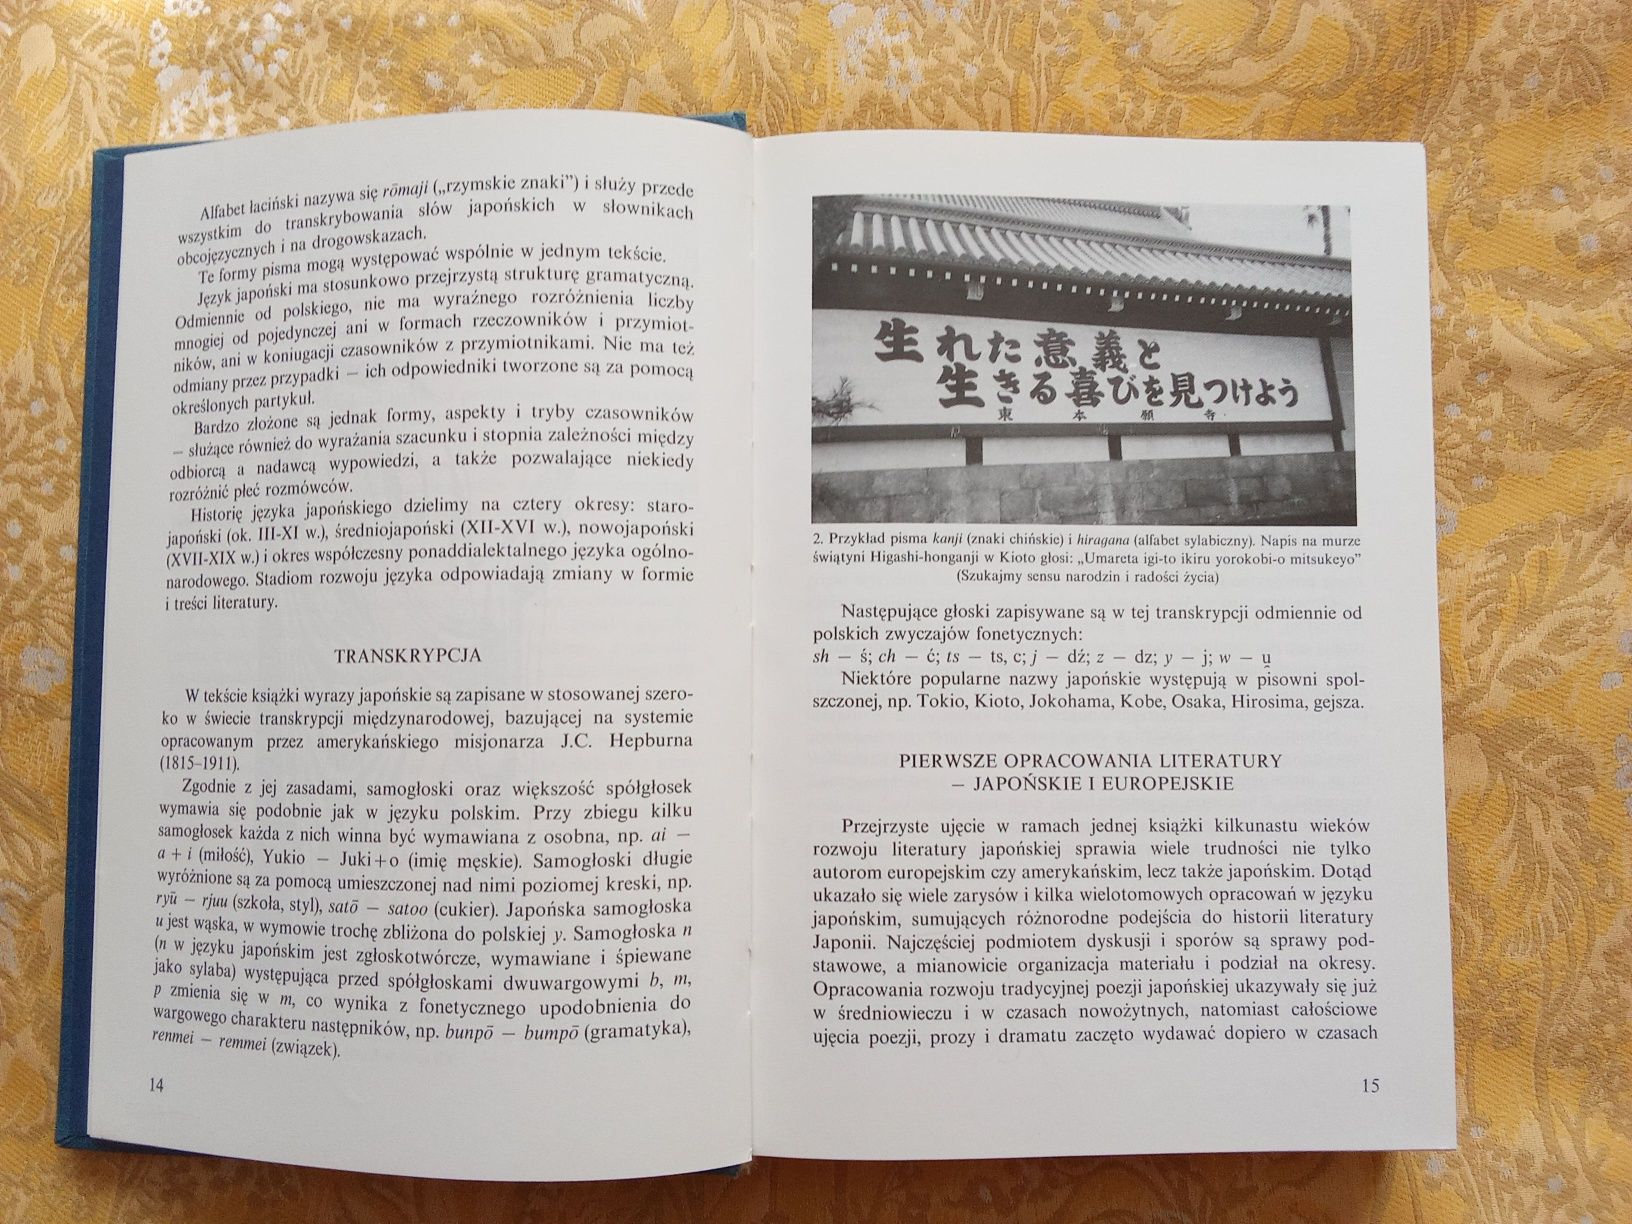 Alfabet łaciński nazywa się rōmaji („rzymskie znaki”) i służy przede
wszystkim do transkrybowania słów japońskich w słownikach
obcojęzycznych i na drogowskazach.
Te formy pisma mogą występować wspólnie w jednym tekście.
Język japoński ma stosunkowo przejrzystą strukturę gramatyczną.
Odmiennie od polskiego, nie ma wyraźnego rozróżnienia liczby
mnogiej od pojedynczej ani w formach rzeczowników i przymiot-
ników, ani w koniugacji czasowników z przymiotnikami. Nie ma też
odmiany przez przypadki — ich odpowiedniki tworzone są za pomocą
określonych partykuł.
Bardzo złożone są jednak formy, aspekty i tryby czasowników
— służące również do wyrażania szacunku i stopnia zależności między
odbiorcą a nadawcą wypowiedzi, a także pozwalające niekiedy
rozróżnić płeć rozmówców.
Historię języka japońskiego dzielimy na cztery okresy: staro-
japoński (ok. III-XI w.), średniojapoński (XII-XVI w.), nowojapoński
(XVII-XIX w.) i okres współczesny ponaddialektalnego języka ogólno-
narodowego. Stadiom rozwoju języka odpowiadają zmiany w formie
i treści literatury.
TRANSKRYPCJA
W tekście książki wyrazy japońskie są zapisane w stosowanej szero-
ko w świecie transkrypcji międzynarodowej, bazującej na systemie
opracowanym przez amerykańskiego misjonarza J.C. Hepburna
(1815–1911).
Zgodnie z jej zasadami, samogłoski oraz większość spółgłosek
wymawia się podobnie jak w języku polskim. Przy zbiegu kilku
samogłosek każda z nich winna być wymawiana z osobna, np. ai —
a + i (miłość), Yukio — Juki+o (imię męskie). Samogłoski długie
wyróżnione są za pomocą umieszczonej nad nimi poziomej kreski, np.
ryū — rjuu (szkoła, styl), satō — satoo (cukier). Japońska samogłoska
u jest wąska, w wymowie trochę zbliżona do polskiej y. Samogłoska n
(n w języku japońskim jest zgłoskotwórcze, wymawiane i śpiewane
jako sylaba) występująca przed spółgłoskami dwuwargowymi b, m,
p zmienia się w m, co wynika z fonetycznego upodobnienia do
wargowego charakteru następników, np. bunpō — bumpō (gramatyka),
renmei — remmei (związek).
14
生れた意義と
生きる喜びを見つけよう
東本願寺
2. Przykład pisma kanji (znaki chińskie) i hiragana (alfabet sylabiczny). Napis na murze
świątyni Higashi-honganji w Kioto głosi: „Umareta igi-to ikiru yorokobi-o mitsukeyo”
(Szukajmy sensu narodzin i radości życia)
Następujące głoski zapisywane są w tej transkrypcji odmiennie od
polskich zwyczajów fonetycznych:
sh — ś; ch — ć; ts — ts, c; j — dź; z — dz; y — j; w — u̯
Niektóre popularne nazwy japońskie występują w pisowni spol-
szczonej, np. Tokio, Kioto, Jokohama, Kobe, Osaka, Hirosima, gejsza.
PIERWSZE OPRACOWANIA LITERATURY
— JAPOŃSKIE I EUROPEJSKIE
Przejrzyste ujęcie w ramach jednej książki kilkunastu wieków
rozwoju literatury japońskiej sprawia wiele trudności nie tylko
autorom europejskim czy amerykańskim, lecz także japońskim. Dotąd
ukazało się wiele zarysów i kilka wielotomowych opracowań w języku
japońskim, sumujących różnorodne podejścia do historii literatury
Japonii. Najczęściej podmiotem dyskusji i sporów są sprawy pod-
stawowe, a mianowicie organizacja materiału i podział na okresy.
Opracowania rozwoju tradycyjnej poezji japońskiej ukazywały się już
w średniowieczu i w czasach nowożytnych, natomiast całościowe
ujęcia poezji, prozy i dramatu zaczęto wydawać dopiero w czasach
15